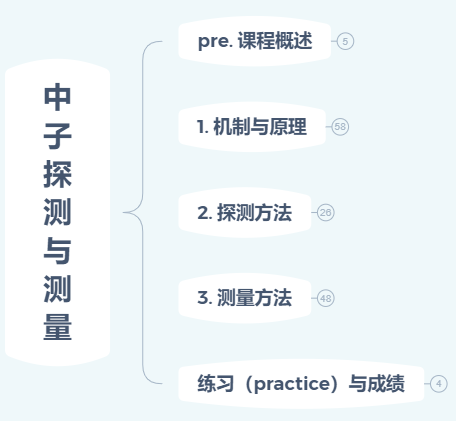 中子探测与测量
pre. 课程概述
5
1. 机制与原理
58
2. 探测方法
26
3. 测量方法
48
练习（practice）与成绩
4